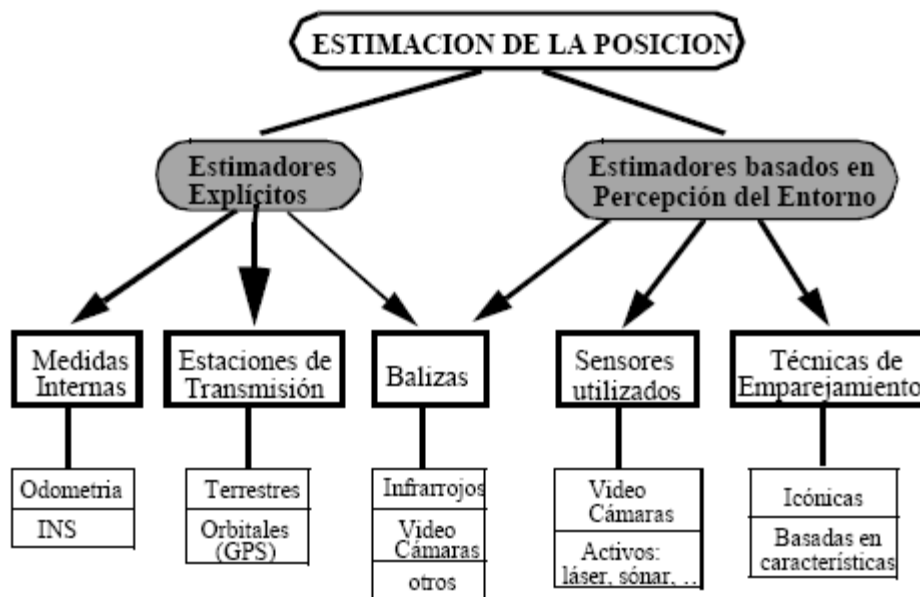 ESTIMACION DE LA POSICION
Estimadores
Explícitos
Estimadores basados en
Percepción del Entorno
Medidas
Internas
Estaciones de
Transmisión
Balizas
Sensores
utilizados
Técnicas de
Emparejamiento
Odometria
INS
Terrestres
Orbitales
(GPS)
Infrarrojos
Video
Cámaras
otros
Video
Cámaras
Activos:
láser, sónar, ..
Icónicas
Basadas en
características